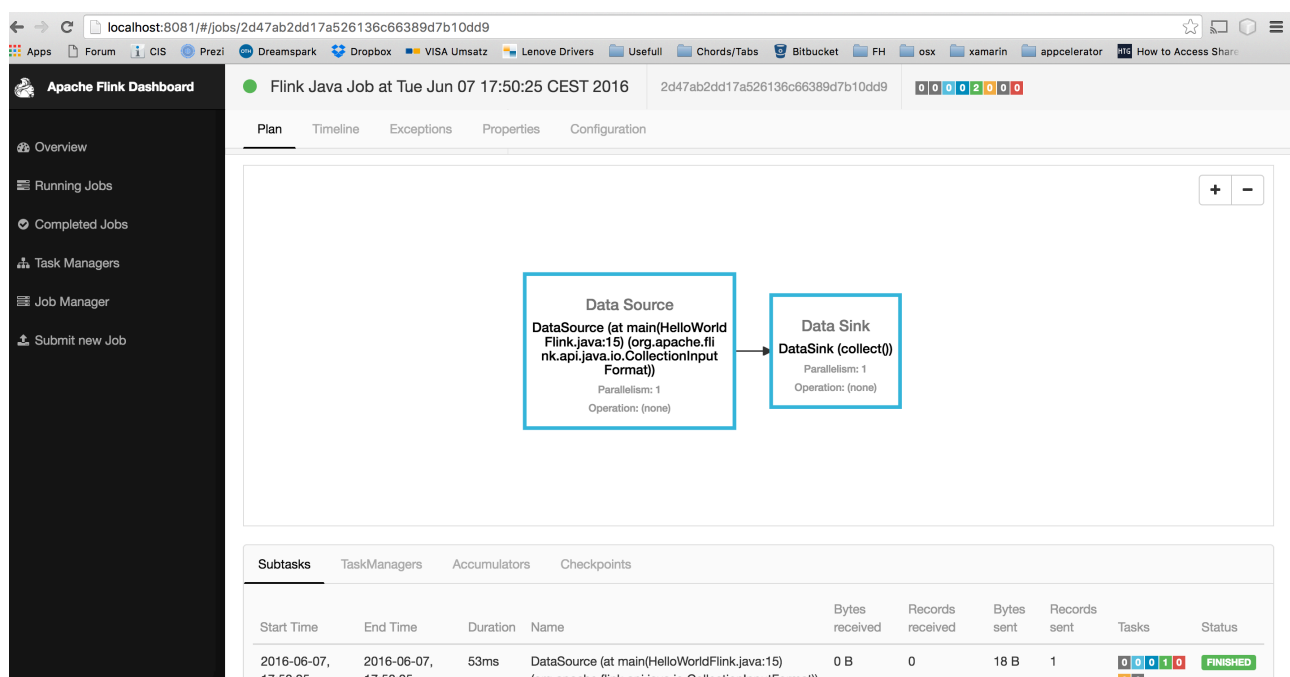 localhost:8081/#/jobs/2d47ab2dd17a526136c66389d7b10dd9
Apps Forum CIS Prezi Dreamspark Dropbox VISA Umsatz Lenove Drivers Usefull Chords/Tabs Bitbucket FH osx xamarin appcelerator HTG How to Access Share
Apache Flink Dashboard
Overview
Running Jobs
Completed Jobs
Task Managers
Job Manager
Submit new Job
Flink Java Job at Tue Jun 07 17:50:25 CEST 2016 2d47ab2dd17a526136c66389d7b10dd9 0 0 0 0 2 0 0 0
Plan Timeline Exceptions Properties Configuration
+ −
Data Source
DataSource (at main(HelloWorld
Flink.java:15) (org.apache.fli
nk.api.java.io.CollectionInput
Format))
Parallelism: 1
Operation: (none)
Data Sink
DataSink (collect())
Parallelism: 1
Operation: (none)
Subtasks TaskManagers Accumulators Checkpoints
Start Time End Time Duration Name Bytes received Records received Bytes sent Records sent Tasks Status
2016-06-07, 2016-06-07, 53ms DataSource (at main(HelloWorldFlink.java:15) 0 B 0 18 B 1 0 0 0 1 0 FINISHED